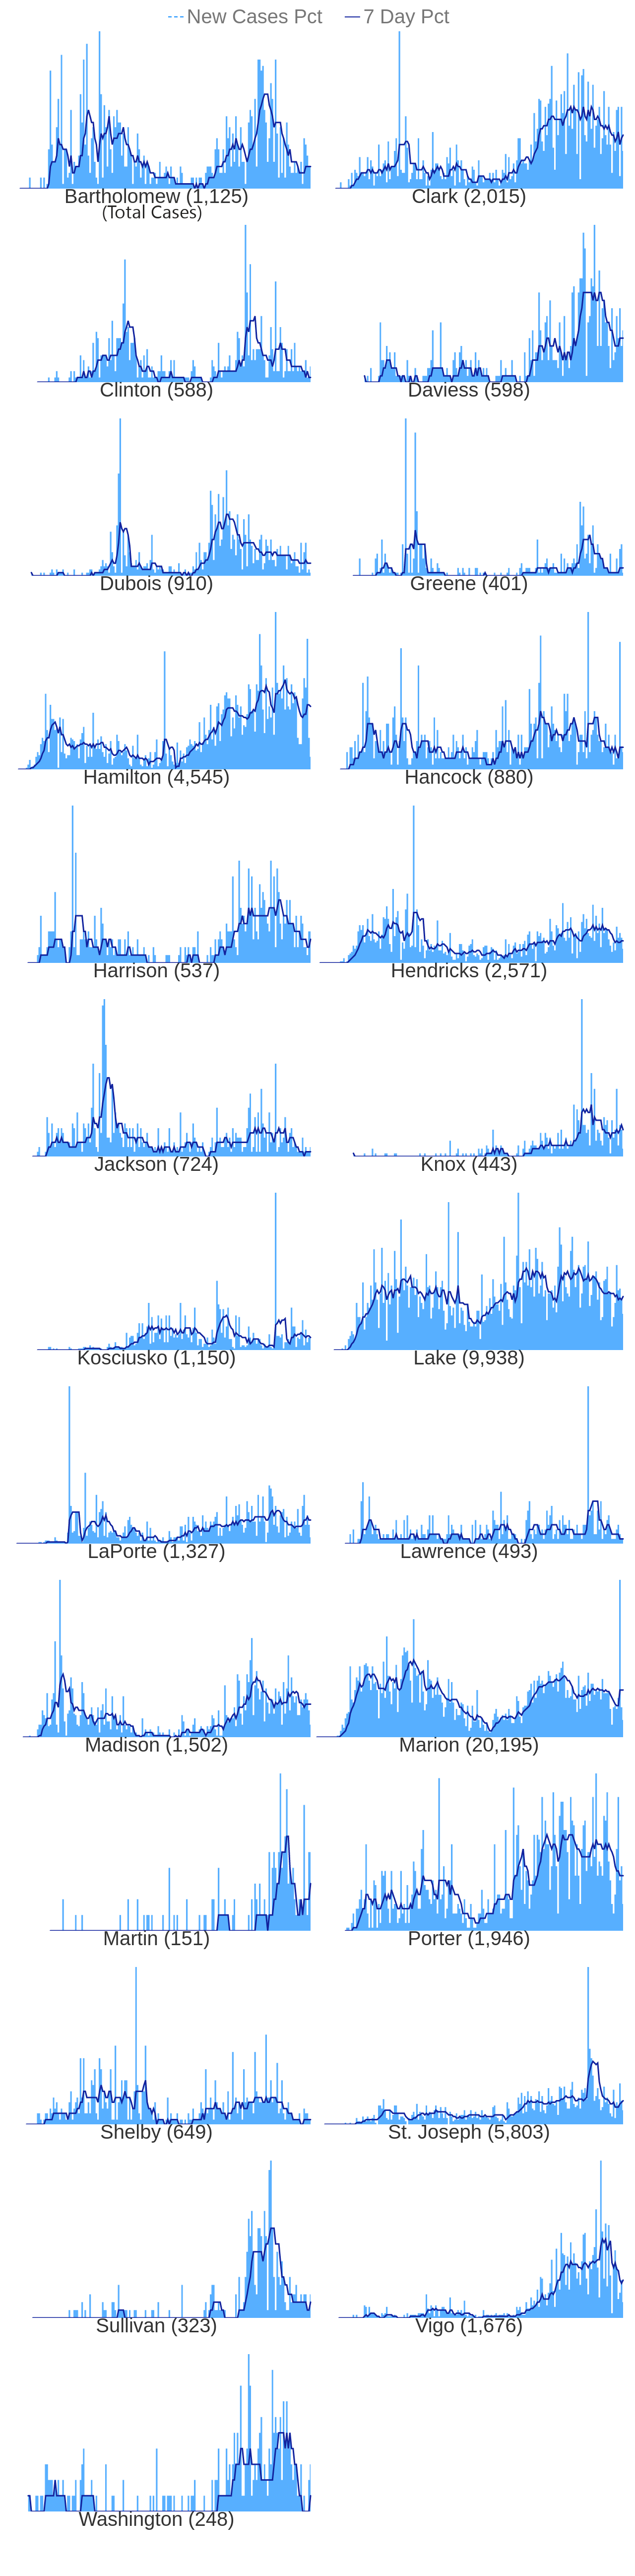 New Cases Pct 7 Day Pct
Bartholomew (1,125) Clark (2,015)
(Total Cases)
Clinton (588) Daviess (598)
Dubois (910) Greene (401)
Hamilton (4,545) Hancock (880)
Harrison (537) Hendricks (2,571)
Jackson (724) Knox (443)
Kosciusko (1,150) Lake (9,938)
LaPorte (1,327) Lawrence (493)
Madison (1,502) Marion (20,195)
Martin (151) Porter (1,946)
Shelby (649) St. Joseph (5,803)
Sullivan (323) Vigo (1,676)
Washington (248)